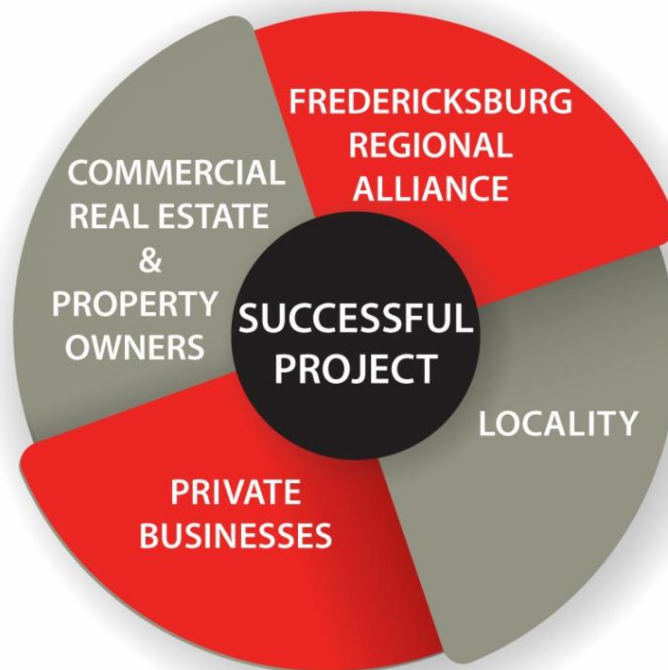 FREDERICKSBURG
REGIONAL
ALLIANCE
COMMERCIAL
REAL ESTATE
&
PROPERTY
OWNERS
SUCCESSFUL
PROJECT
LOCALITY
PRIVATE
BUSINESSES